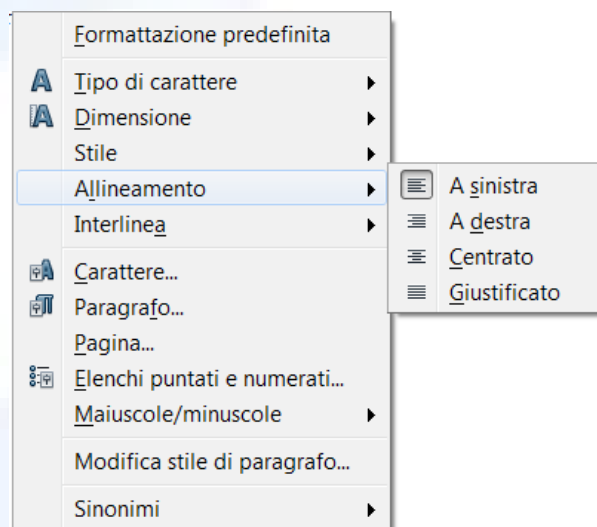 Formattazione predefinita
Tipo di carattere
Dimensione
Stile
Allineamento
Interlinea
Carattere...
Paragrafo...
Pagina...
Elenchi puntati e numerati...
Maiuscole/minuscole
Modifica stile di paragrafo...
Sinonimi
A sinistra
A destra
Centrato
Giustificato